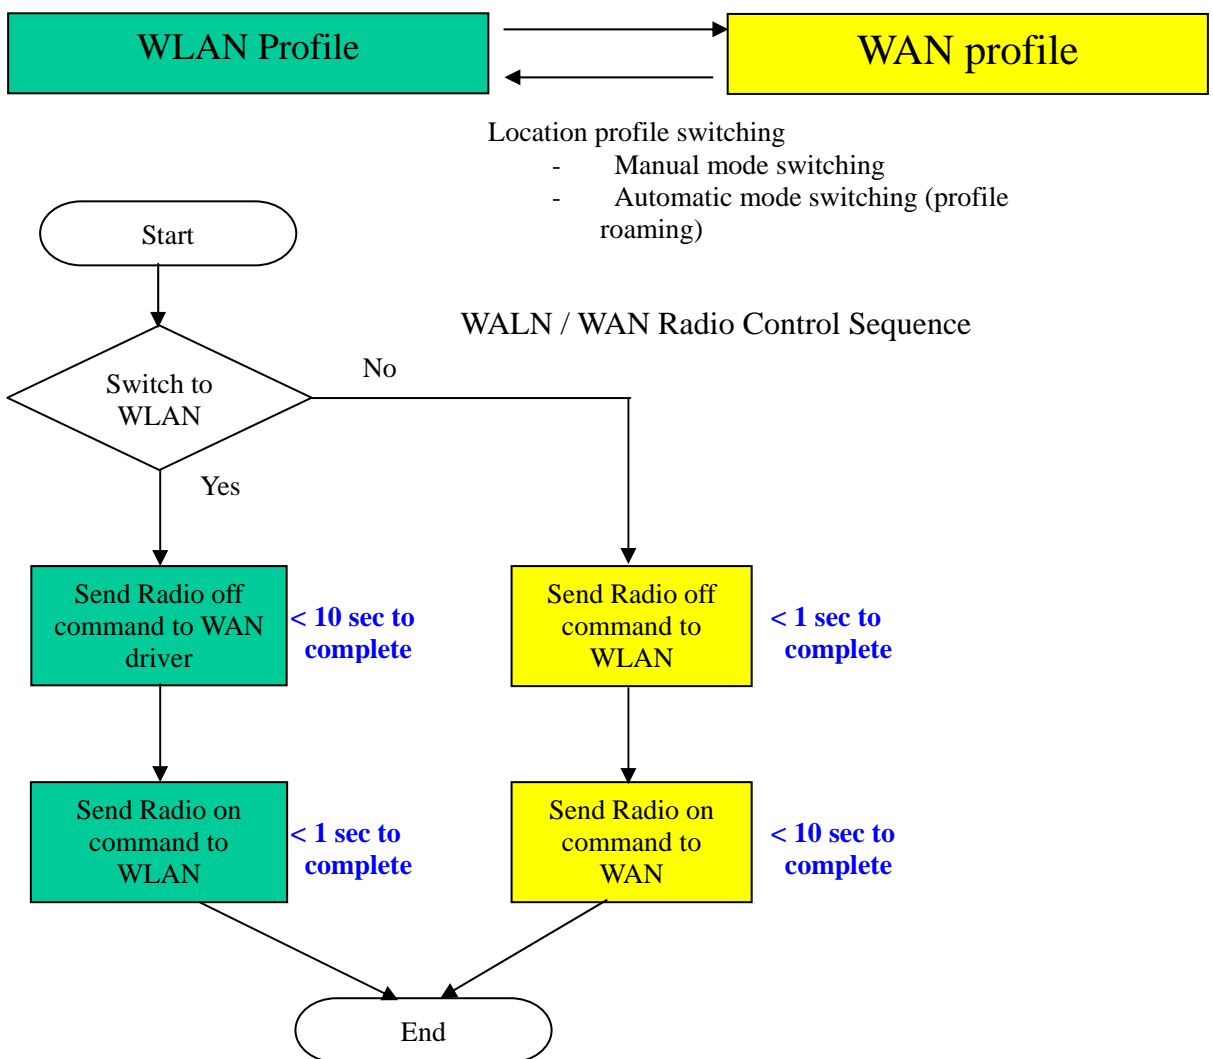 WLAN Profile
WAN profile
Location profile switching
- Manual mode switching
- Automatic mode switching (profile
roaming)
Start
WALN / WAN Radio Control Sequence
No
Switch to
WLAN
Yes
Send Radio off
command to WAN
driver
< 10 sec to
complete
Send Radio off
command to
WLAN
< 1 sec to
complete
Send Radio on
command to
WLAN
< 1 sec to
complete
Send Radio on
command to
WAN
< 10 sec to
complete
End